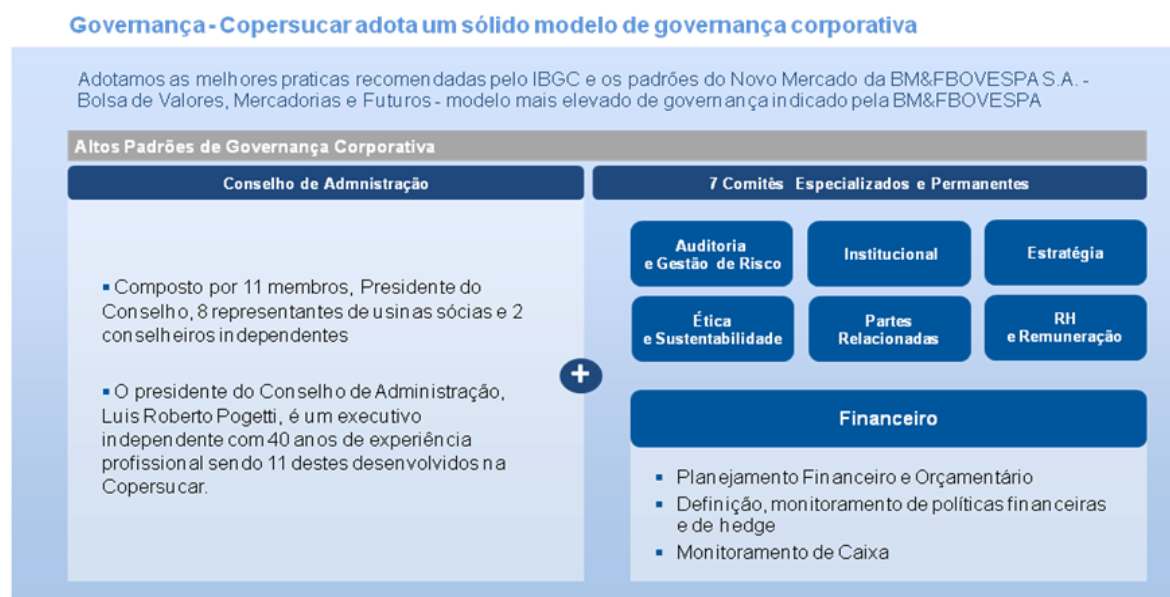 Governança - Copersucar adota um sólido modelo de governança corporativa
Adotamos as melhores praticas recomendadas pelo IBGC e os padrões do Novo Mercado da BM&FBOVESPA S.A. -
Bolsa de Valores, Mercadorias e Futuros - modelo mais elevado de governança indicado pela BM&FBOVESPA
Altos Padrões de Governança Corporativa
Conselho de Admnistração
▪ Composto por 11 membros, Presidente do
Conselho, 8 representantes de usinas sócias e 2
conselheiros independentes
▪ O presidente do Conselho de Administração,
Luis Roberto Pogetti, é um executivo
independente com 40 anos de experiência
profissional sendo 11 destes desenvolvidos na
Copersucar.
+
7 Comitês Especializados e Permanentes
Auditoria
e Gestão de Risco
Institucional
Estratégia
Ética
e Sustentabilidade
Partes
Relacionadas
RH
e Remuneração
Financeiro
▪ Planejamento Financeiro e Orçamentário
▪ Definição, monitoramento de políticas financeiras
e de hedge
▪ Monitoramento de Caixa